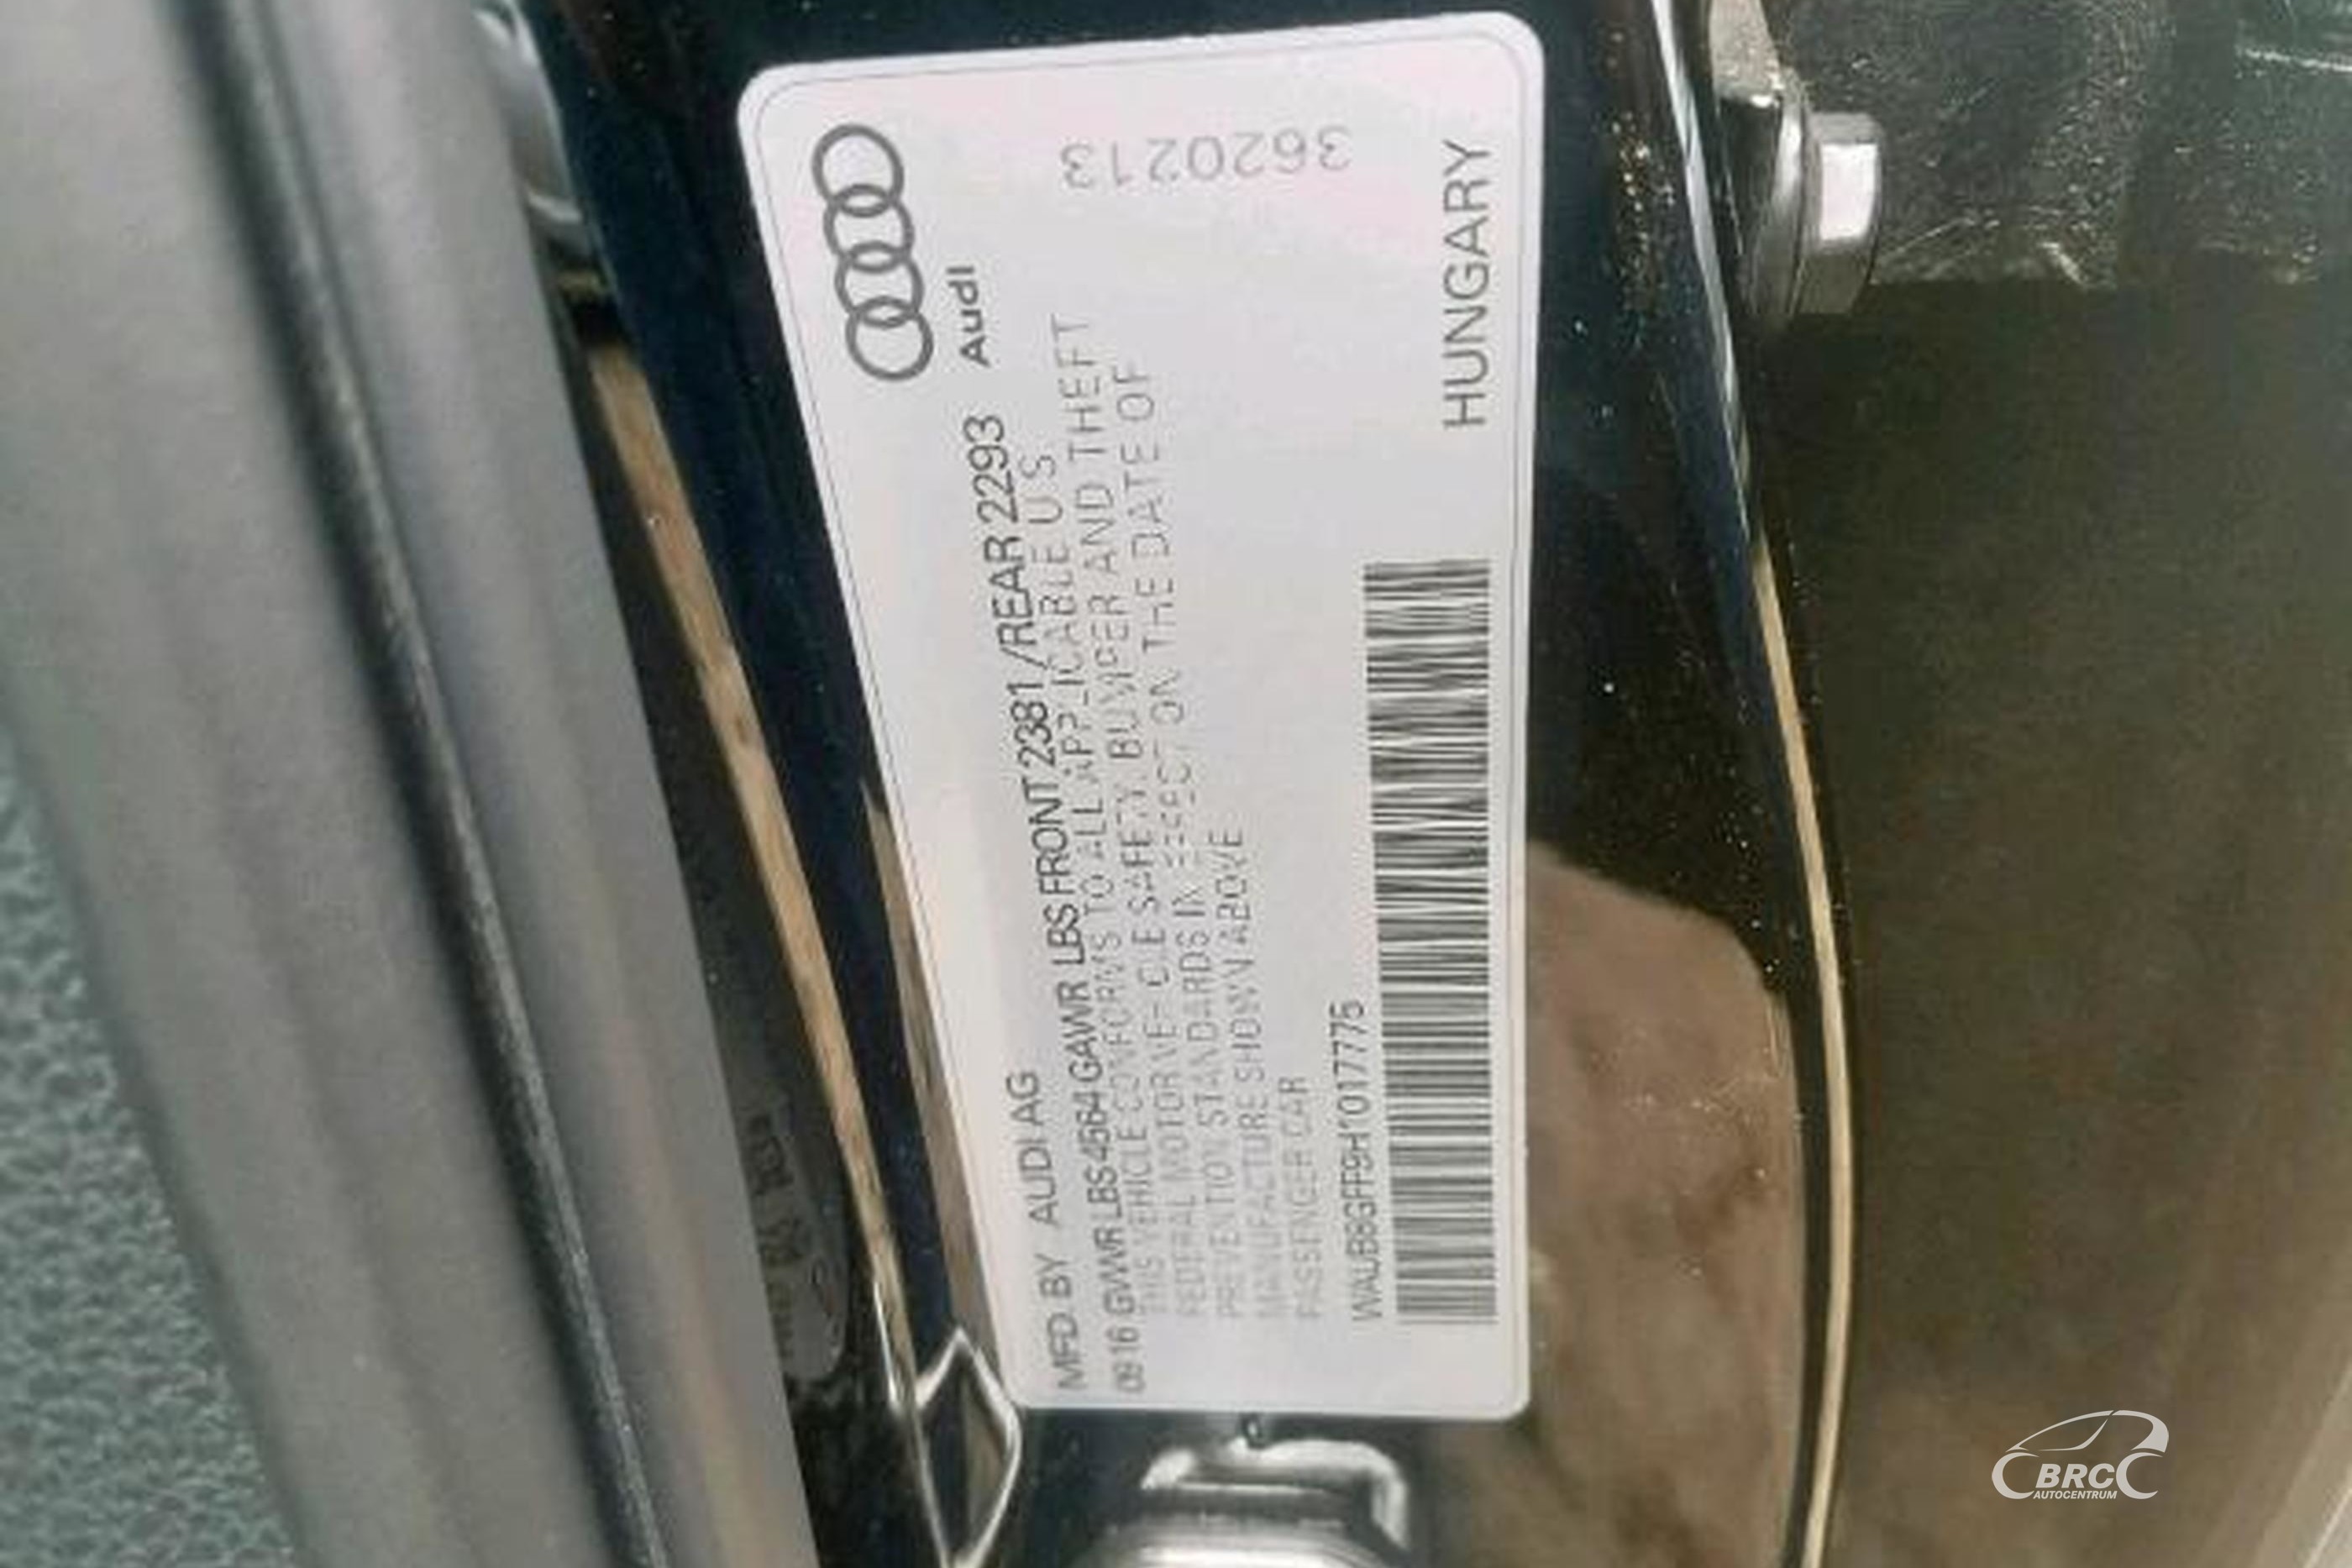 Audi
3620213
MFD BY AUDI AG
09 16 GVWR LBS 4564 GAWR LBS FRONT 2381 /REAR 2293
THIS VEHICLE CONFORMS TO ALL APPLICABLE U S
FEDERAL MOTOR VEHICLE SAFETY, BUMPER AND THEFT
PREVENTION STANDARDS IN EFFECT ON THE DATE OF
MANUFACTURE SHOWN ABOVE
PASSENGER CAR
WAUB8GFF9H1017775
HUNGARY
BRC
AUTOCENTRUM